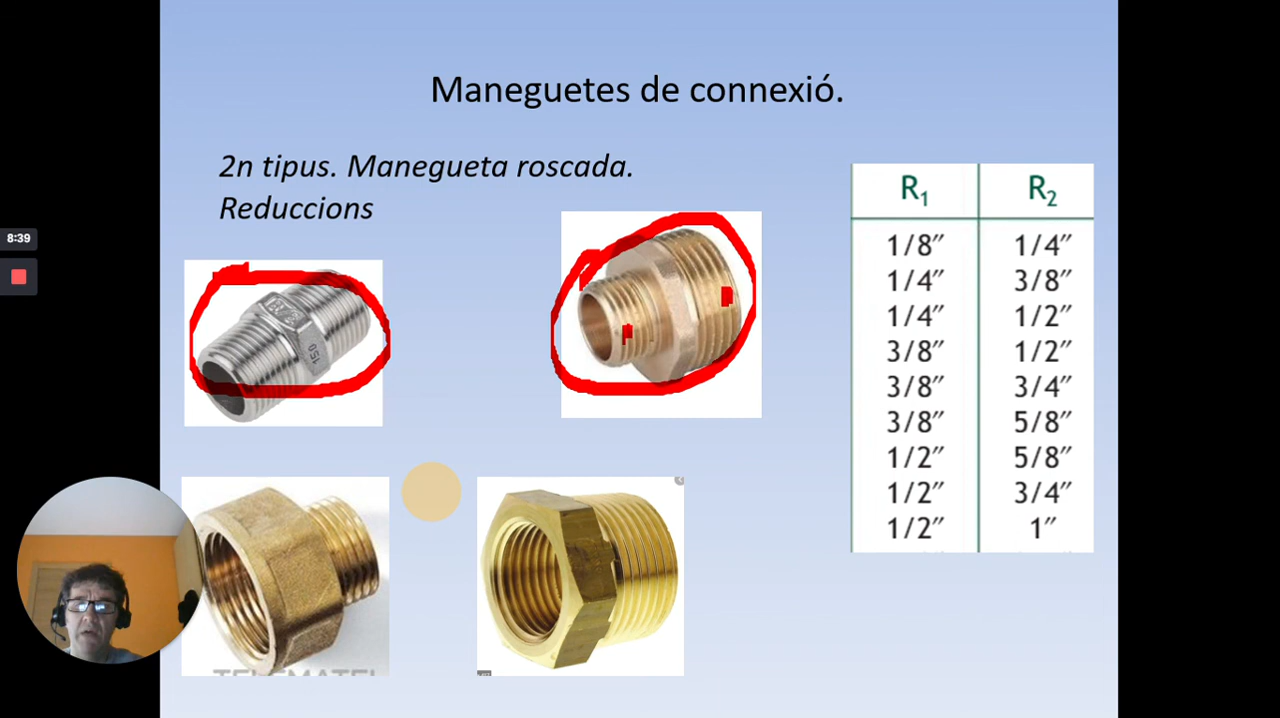 Maneguetes de connexió.
2n tipus. Manegueta roscada.
Reduccions
8:39
R₁ R₂
1/8″ 1/4″
1/4″ 3/8″
1/4″ 1/2″
3/8″ 1/2″
3/8″ 3/4″
3/8″ 5/8″
1/2″ 5/8″
1/2″ 3/4″
1/2″ 1″
150